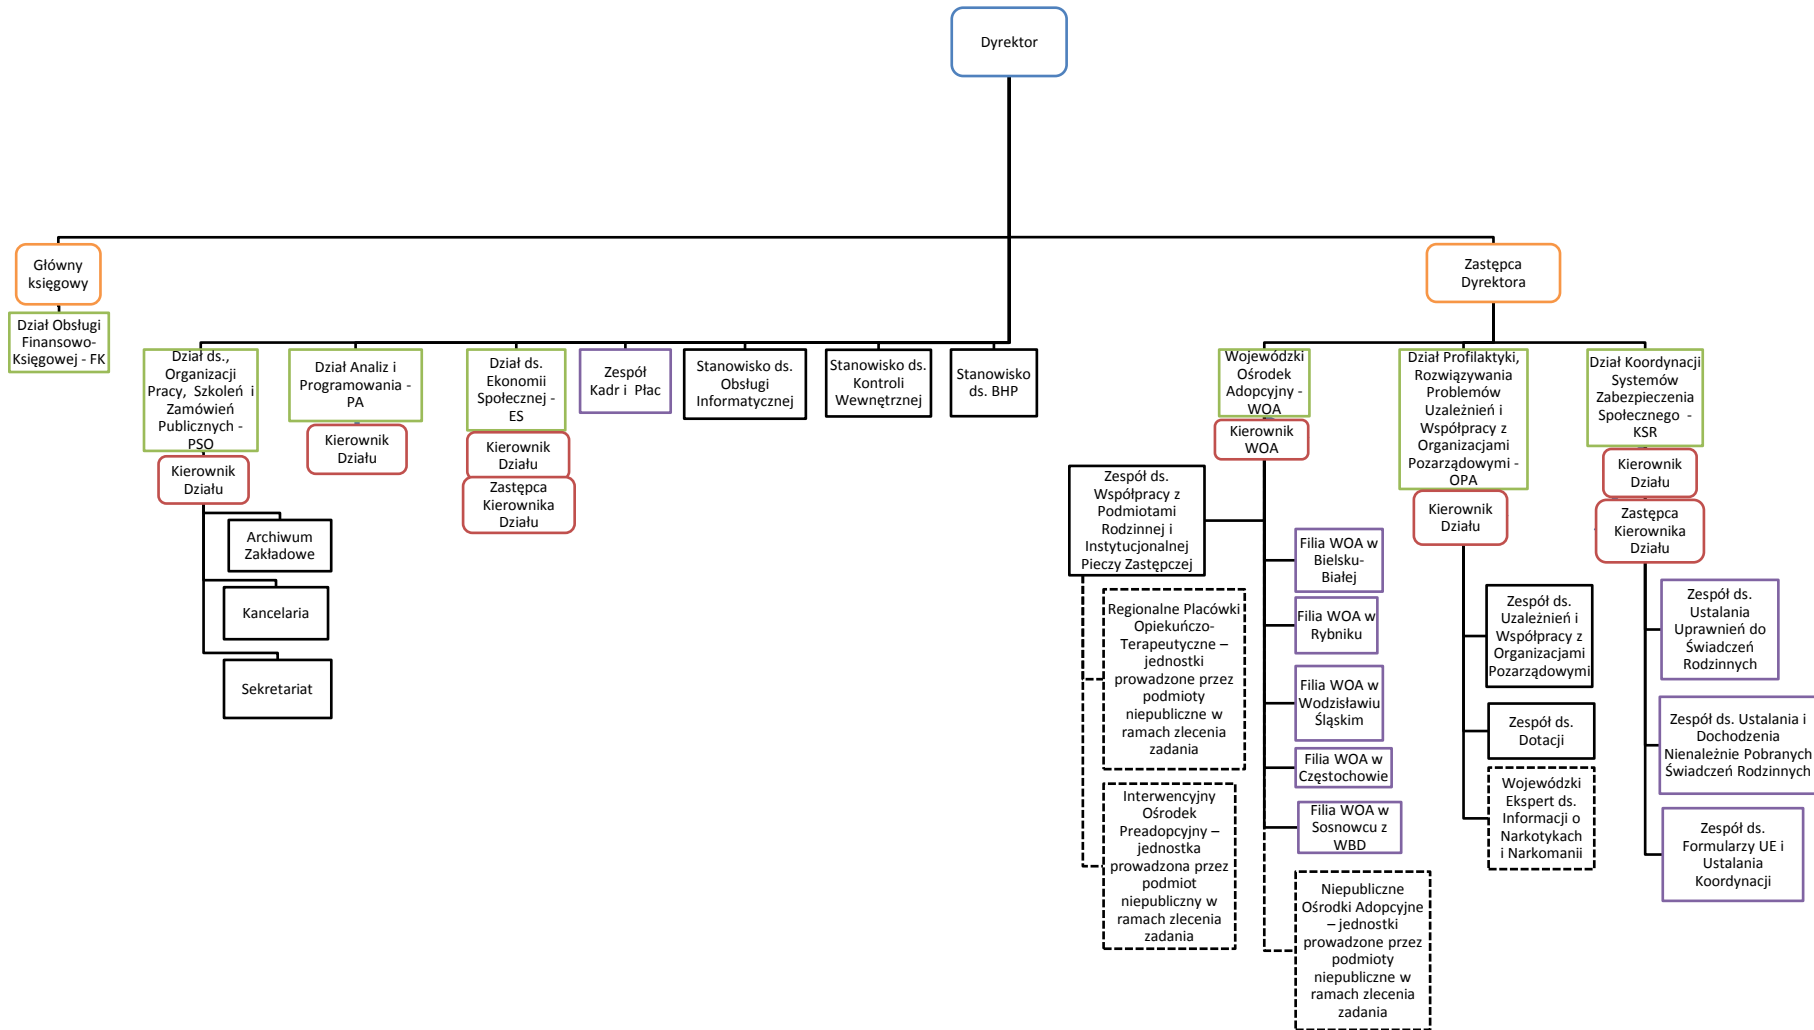 Dyrektor
Główny
księgowy
Zastępca
Dyrektora
Dział Obsługi
Finansowo-
Księgowej - FK
Dział ds.,
Organizacji
Pracy, Szkoleń i
Zamówień
Publicznych -
PSO
Kierownik
Działu
Archiwum
Zakładowe
Kancelaria
Sekretariat
Dział Analiz i
Programowania -
PA
Kierownik
Działu
Dział ds.
Ekonomii
Społecznej -
ES
Kierownik
Działu
Zastępca
Kierownika
Działu
Zespół
Kadr i Płac
Stanowisko ds.
Obsługi
Informatycznej
Stanowisko ds.
Kontroli
Wewnętrznej
Stanowisko
ds. BHP
Wojewódzki
Ośrodek
Adopcyjny -
WOA
Kierownik
WOA
Zespół ds.
Współpracy z
Podmiotami
Rodzinnej i
Instytucjonalnej
Pieczy Zastępczej
Regionalne Placówki
Opiekuńczo-
Terapeutyczne –
jednostki
prowadzone przez
podmioty
niepubliczne w
ramach zlecenia
zadania
Interwencyjny
Ośrodek
Preadopcyjny –
jednostka
prowadzona przez
podmiot
niepubliczny w
ramach zlecenia
zadania
Filia WOA w
Bielsku-
Białej
Filia WOA w
Rybniku
Filia WOA w
Wodzisławiu
Śląskim
Filia WOA w
Częstochowie
Filia WOA w
Sosnowcu z
WBD
Niepubliczne
Ośrodki Adopcyjne
– jednostki
prowadzone przez
podmioty
niepubliczne w
ramach zlecenia
zadania
Dział Profilaktyki,
Rozwiązywania
Problemów
Uzależnień i
Współpracy z
Organizacjami
Pozarządowymi -
OPA
Kierownik
Działu
Zespół ds.
Uzależnień i
Współpracy z
Organizacjami
Pozarządowymi
Zespół ds.
Dotacji
Wojewódzki
Ekspert ds.
Informacji o
Narkotykach
i Narkomanii
Dział Koordynacji
Systemów
Zabezpieczenia
Społecznego -
KSR
Kierownik
Działu
Zastępca
Kierownika
Działu
Zespół ds.
Ustalania
Uprawnień do
Świadczeń
Rodzinnych
Zespół ds. Ustalania i
Dochodzenia
Nienależnie Pobranych
Świadczeń Rodzinnych
Zespół ds.
Formularzy UE i
Ustalania
Koordynacji